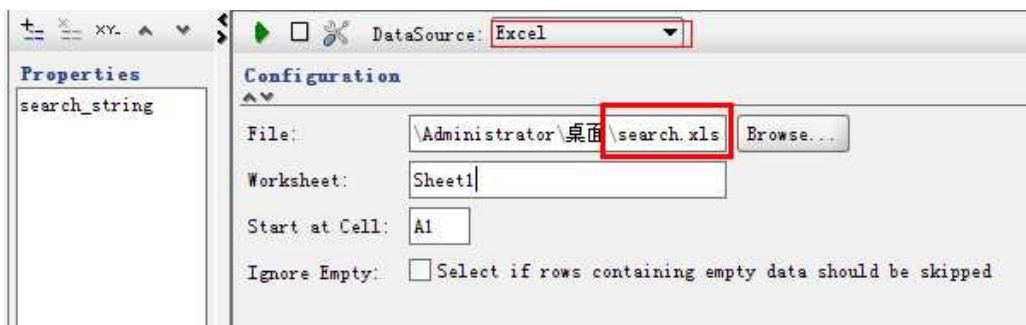 XY-
DataSource: Excel
Properties
search_string
Configuration
File: \Administrator\桌面\search.xls Browse...
Worksheet: Sheet1
Start at Cell: A1
Ignore Empty: Select if rows containing empty data should be skipped